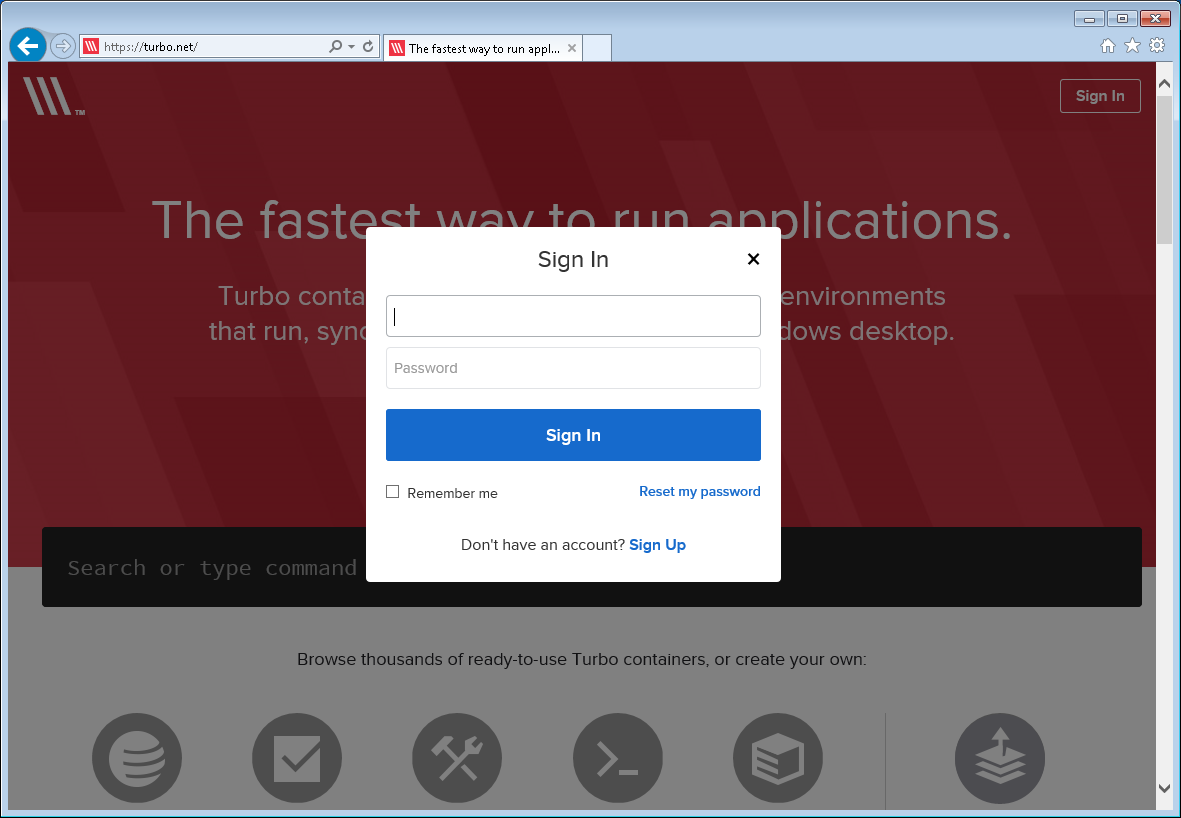 https://turbo.net/
The fastest way to run appl...
TM
Sign In
The fastest way to run applications.
Turbo conta
environments
that run, sync
dows desktop.
Sign In
Password
Sign In
Remember me
Reset my password
Don't have an account? Sign Up
Search or type command
Browse thousands of ready-to-use Turbo containers, or create your own: